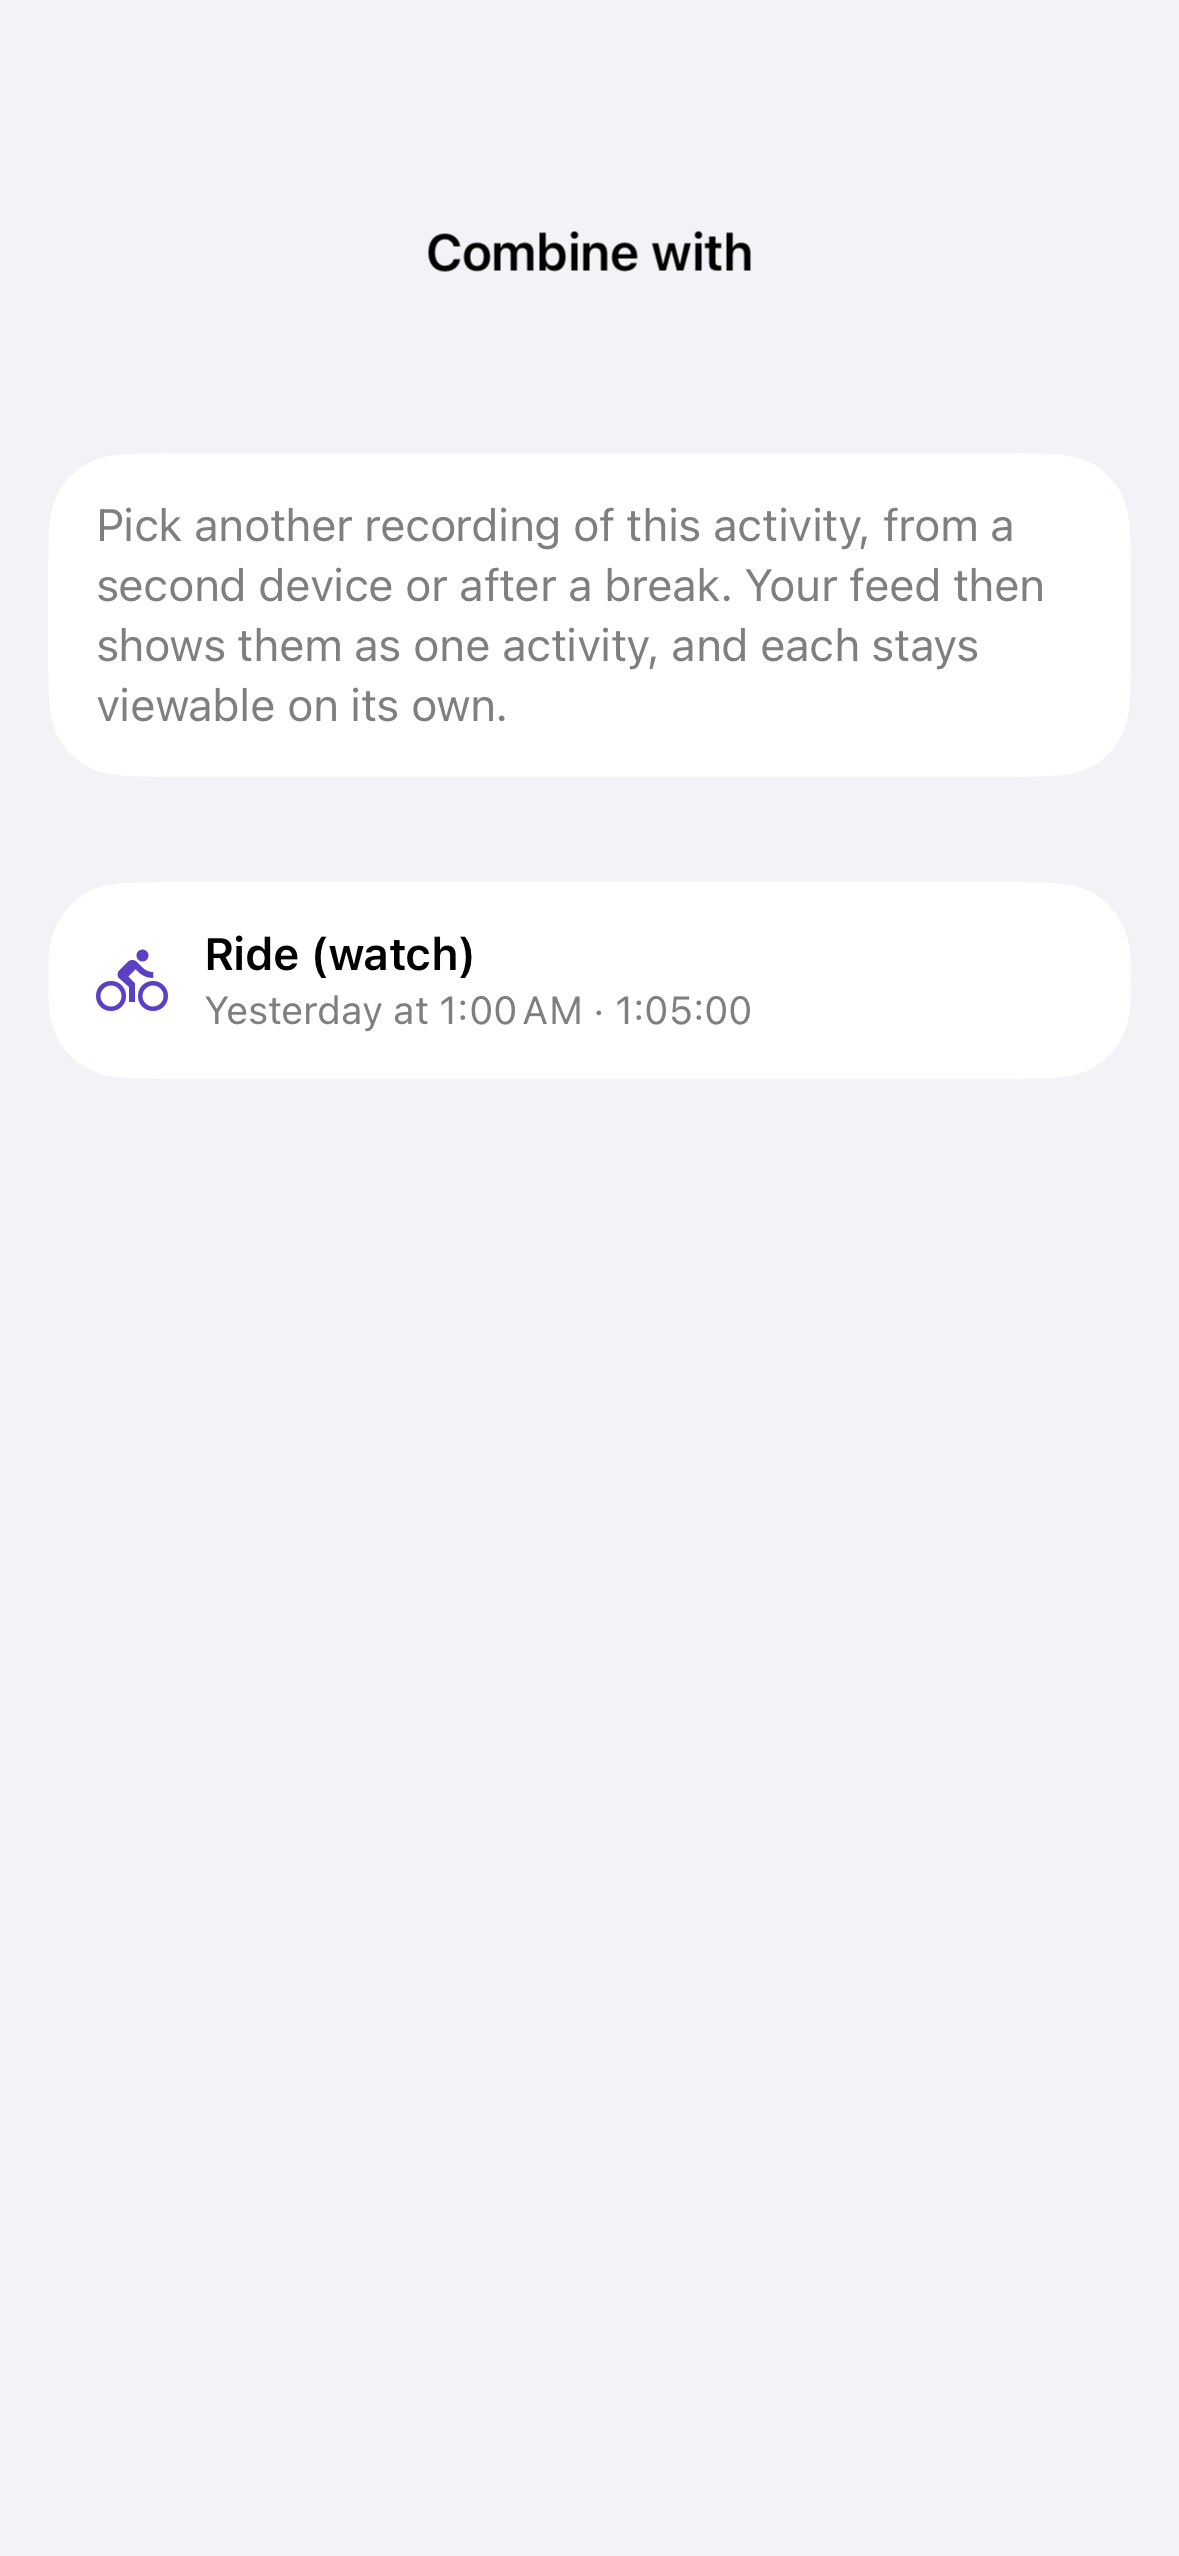 Combine with
Pick another recording of this activity, from a
second device or after a break. Your feed then
shows them as one activity, and each stays
viewable on its own.
Ride (watch)
Yesterday at 1:00 AM · 1:05:00